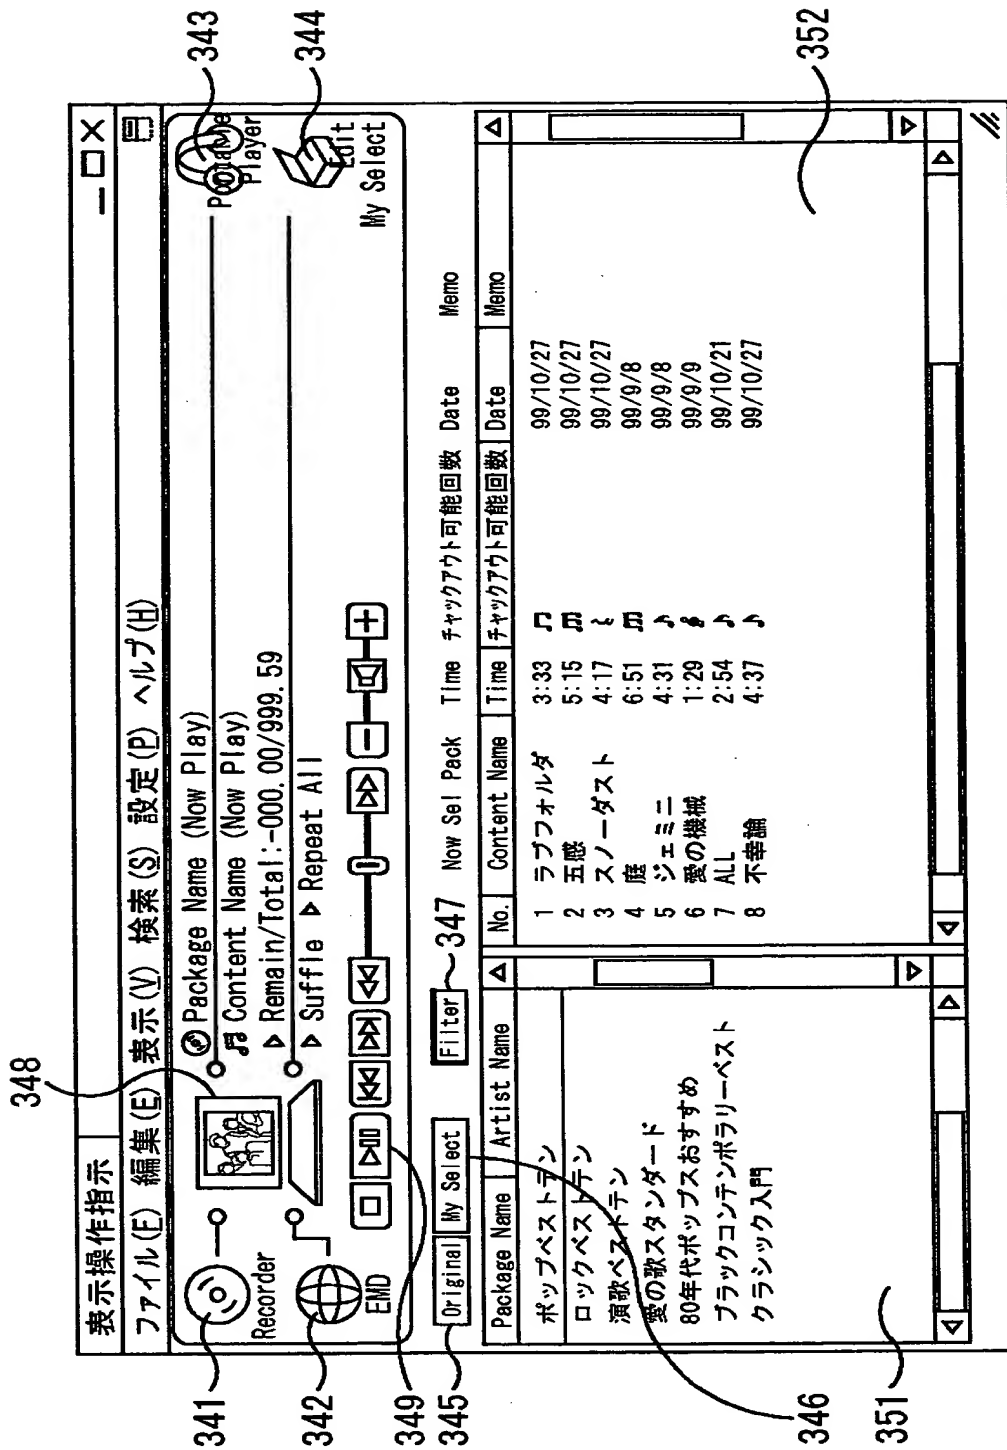 348
表示操作指示
ファイル(F) 編集(E) 表示(V) 検索(S) 設定(P) ヘルプ(H)
341
342
349
345
343
344
Recorder
EMD
Package Name (Now Play)
Content Name (Now Play)
Remain/Total:-000.00/999.59
Suffle Repeat All
Player
Edit
My Select
Original My Select Filter 347 Now Sel Pack Time チャックアウト可能回数 Date Memo
Package Name Artist Name
ポップベストテン
ロックベストテン
演歌ベストテン
愛の歌スタンダード
80年代ポップスおすすめ
ブラックコンテンポラリーベスト
クラシック入門
No. Content Name Time チャックアウト可能回数 Date Memo
1 ラブフォルダ 3:33 99/10/27
2 五感 5:15 99/10/27
3 スノーダスト 4:17 99/10/27
4 庭 6:51 99/9/8
5 ジェミニ 4:31 99/9/8
6 愛の機械 1:29 99/9/9
7 ALL 2:54 99/10/21
8 不幸論 4:37 99/10/27
346
351
352